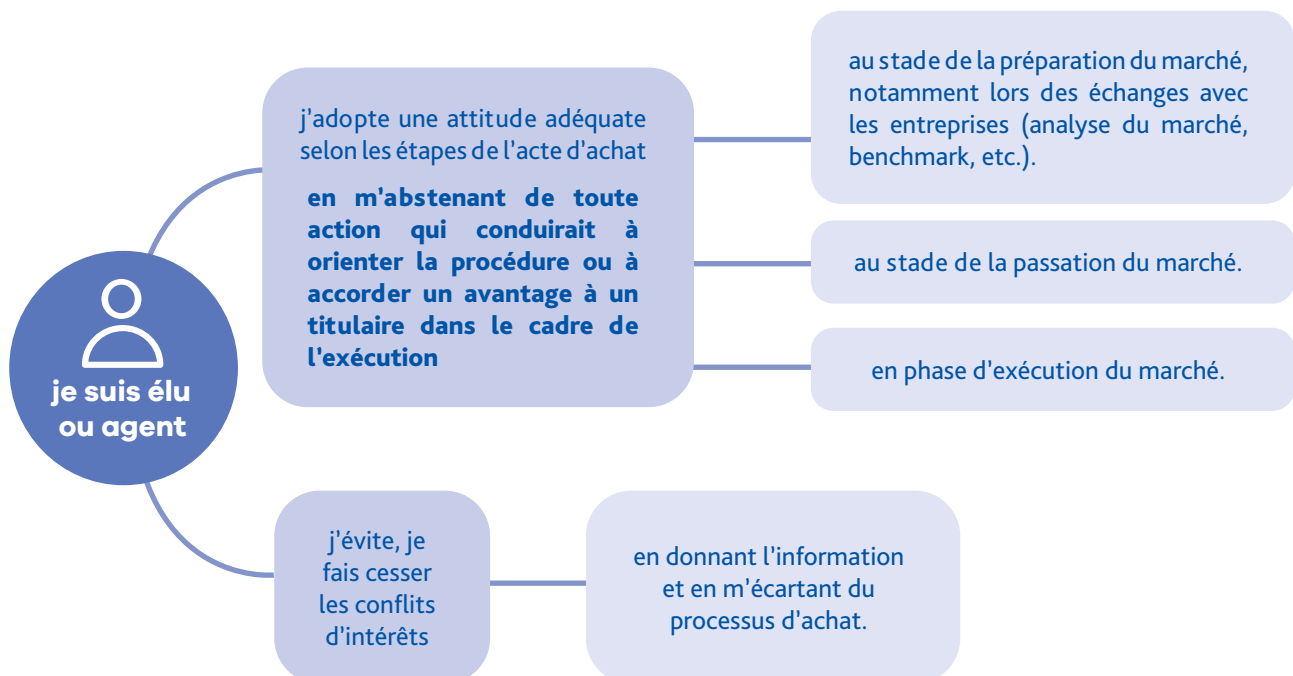 je suis élu
ou agent
j'adopte une attitude adéquate
selon les étapes de l'acte d'achat
en m'abstenant de toute
action qui conduirait à
orienter la procédure ou à
accorder un avantage à un
titulaire dans le cadre de
l'exécution
au stade de la préparation du marché,
notamment lors des échanges avec
les entreprises (analyse du marché,
benchmark, etc.).
au stade de la passation du marché.
en phase d'exécution du marché.
j'évite, je
fais cesser
les conflits
d'intérêts
en donnant l'information
et en m'écartant du
processus d'achat.